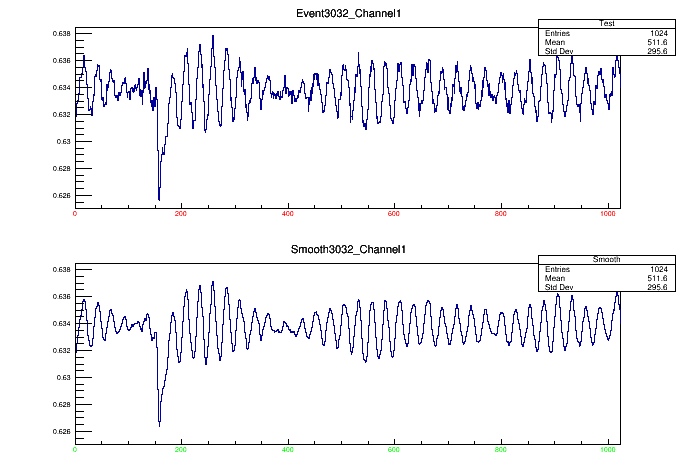 Event3032_Channel1
Test
Entries 1024
Mean 511.6
Std Dev 295.6
0.638
0.636
0.634
0.632
0.63
0.628
0.626
0 200 400 600 800 1000
Smooth3032_Channel1
Smooth
Entries 1024
Mean 511.6
Std Dev 295.6
0.638
0.636
0.634
0.632
0.63
0.628
0.626
0 200 400 600 800 1000